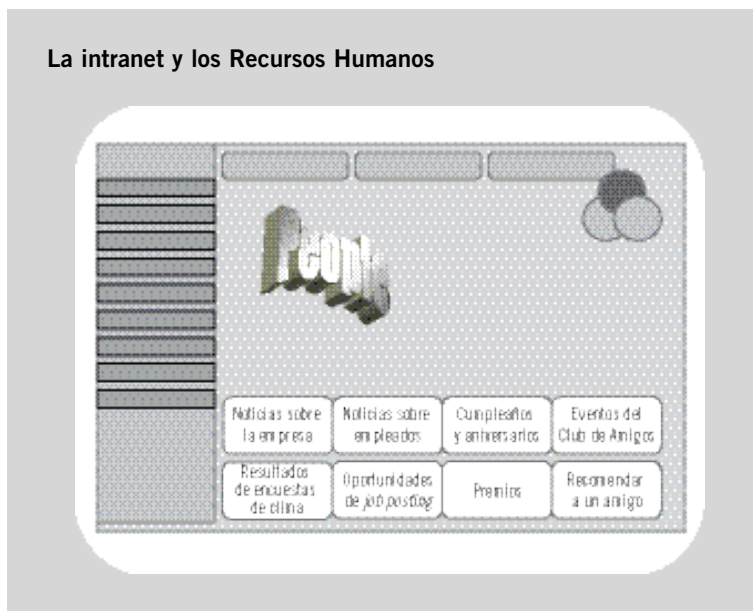 La intranet y los Recursos Humanos
People
Noticias sobre
la empresa
Noticias sobre
empleados
Cumpleaños
y aniversarios
Eventos del
Club de Amigos
Resultados
de encuestas
de clima
Oportunidades
de job posting
Premios
Recomendar
a un amigo